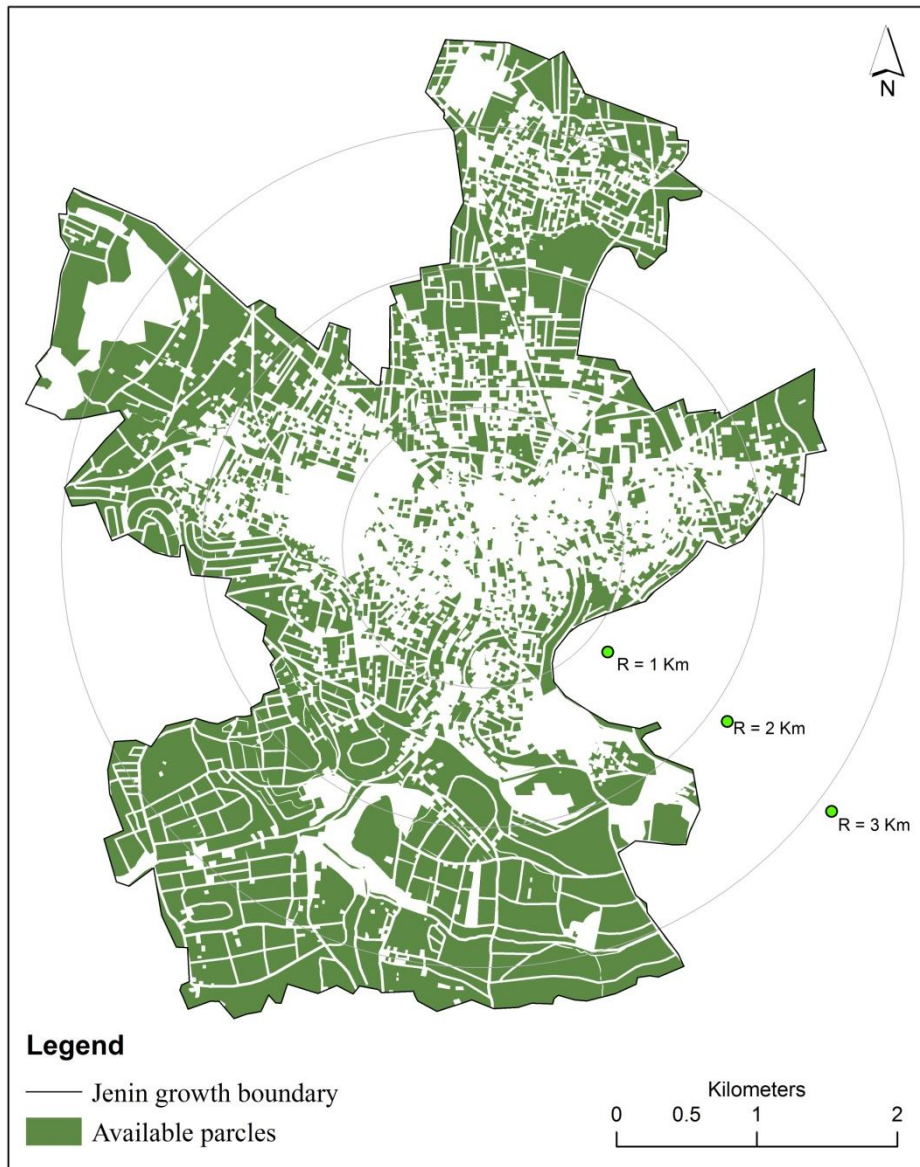 N
R = 1 Km
R = 2 Km
R = 3 Km
Legend
Jenin growth boundary
Available parcles
Kilometers
0 0.5 1 2